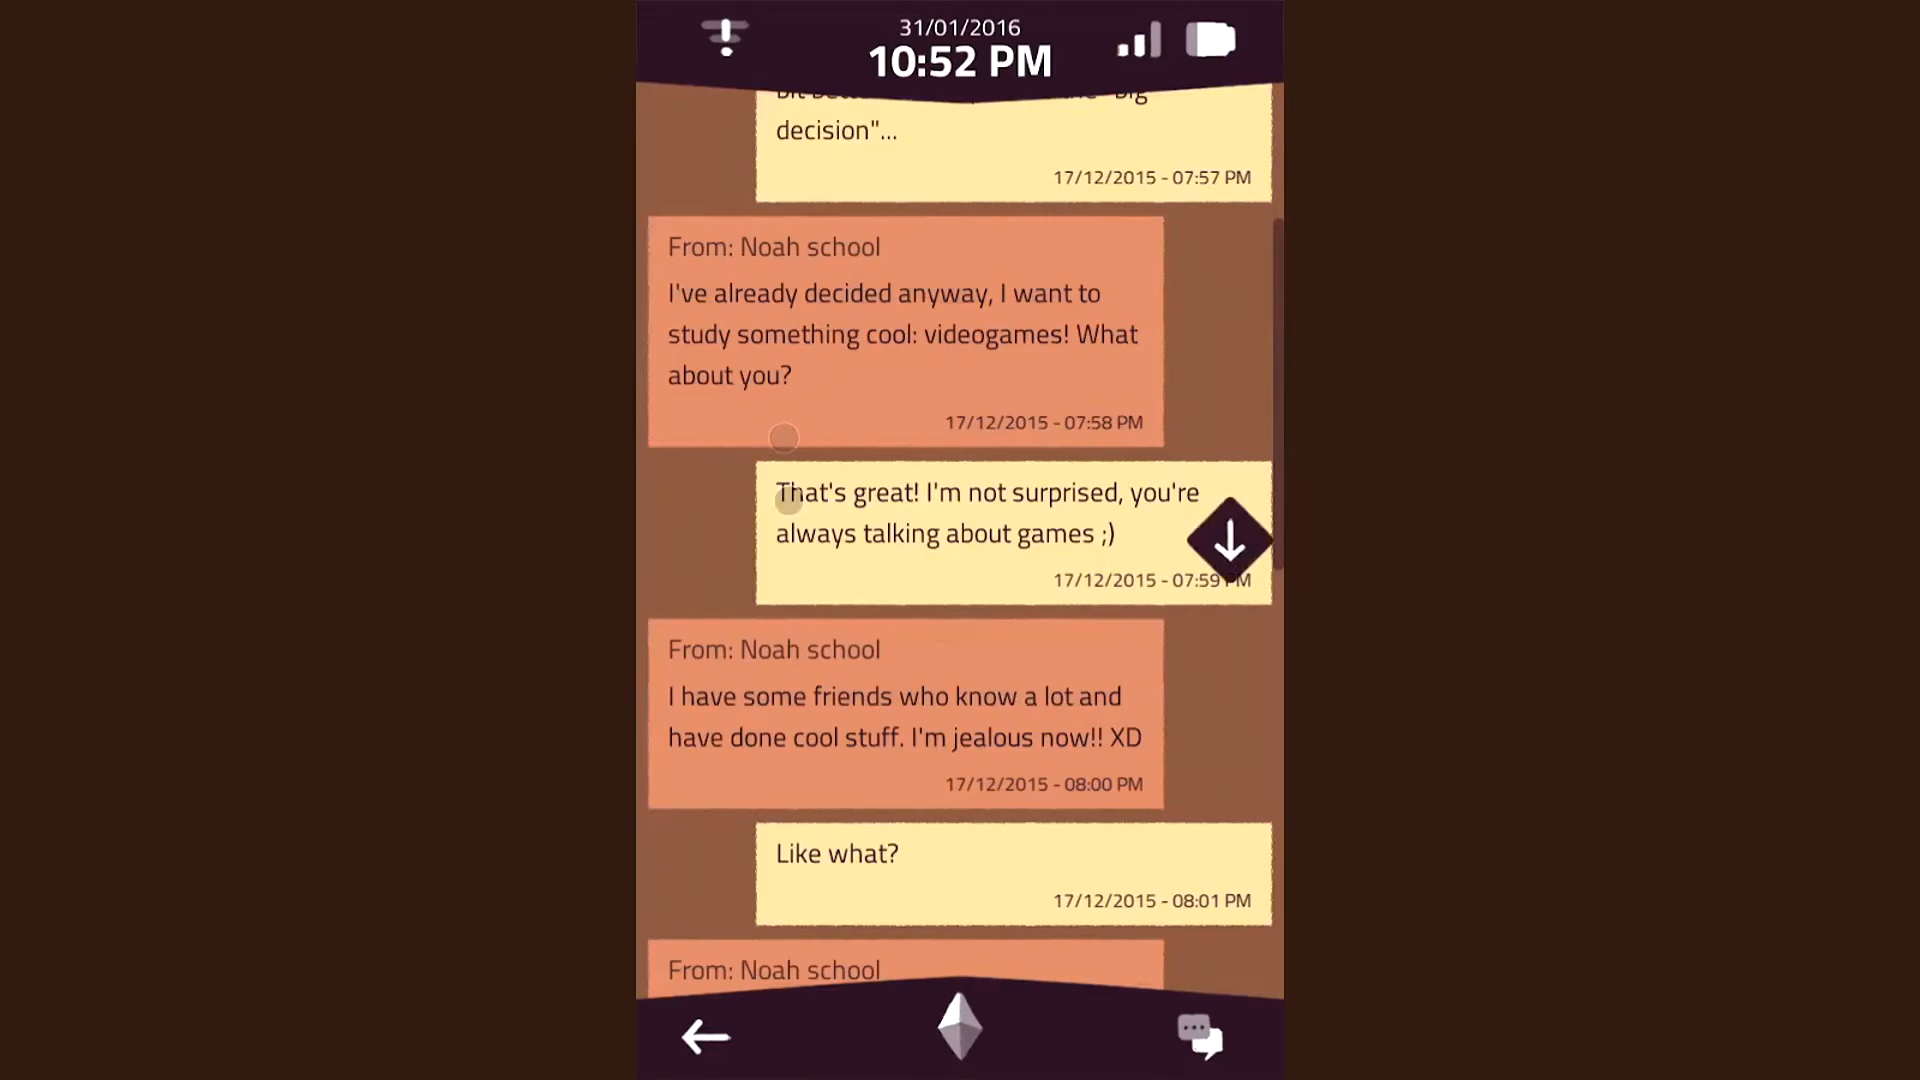 31/01/2016
10:52 PM
decision"...
17/12/2015 - 07:57 PM
From: Noah school
I've already decided anyway, I want to
study something cool: videogames! What
about you?
17/12/2015 - 07:58 PM
That's great! I'm not surprised, you're
always talking about games ;)
17/12/2015 - 07:59 PM
From: Noah school
I have some friends who know a lot and
have done cool stuff. I'm jealous now!! XD
17/12/2015 - 08:00 PM
Like what?
17/12/2015 - 08:01 PM
From: Noah school